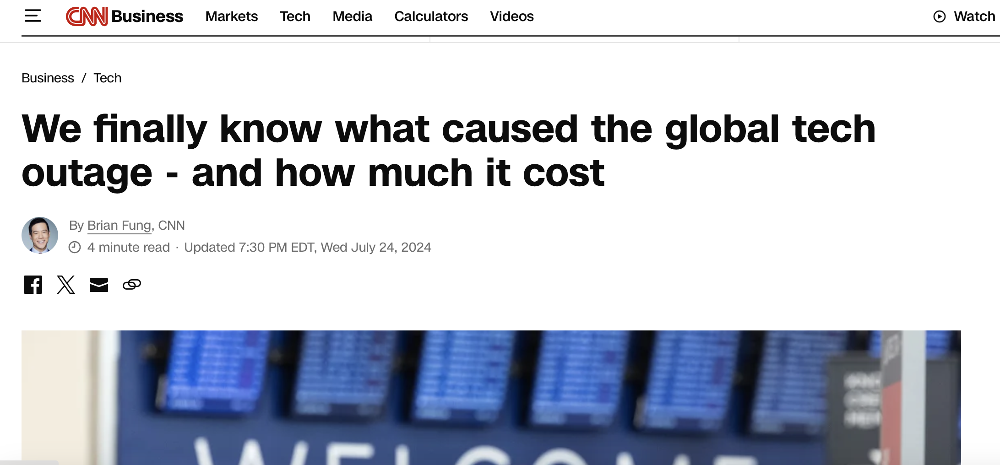 CNN Business Markets Tech Media Calculators Videos Watch
Business / Tech
We finally know what caused the global tech
outage - and how much it cost
By Brian Fung, CNN
4 minute read · Updated 7:30 PM EDT, Wed July 24, 2024
WELCOME